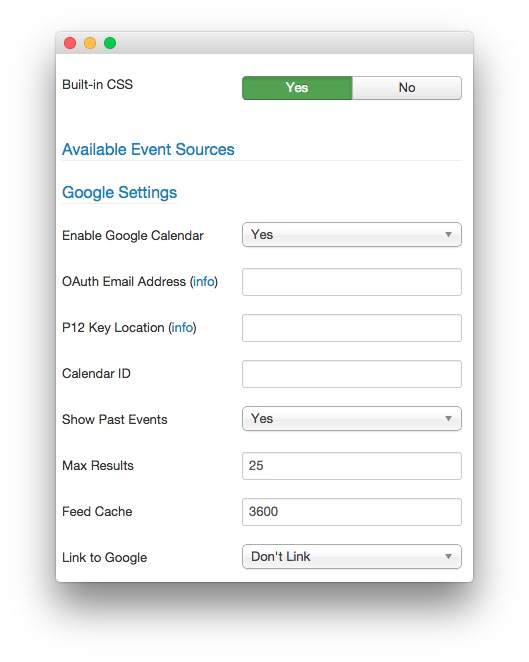 Built-in CSS Yes No
Available Event Sources
Google Settings
Enable Google Calendar Yes
OAuth Email Address (info)
P12 Key Location (info)
Calendar ID
Show Past Events Yes
Max Results 25
Feed Cache 3600
Link to Google Don't Link